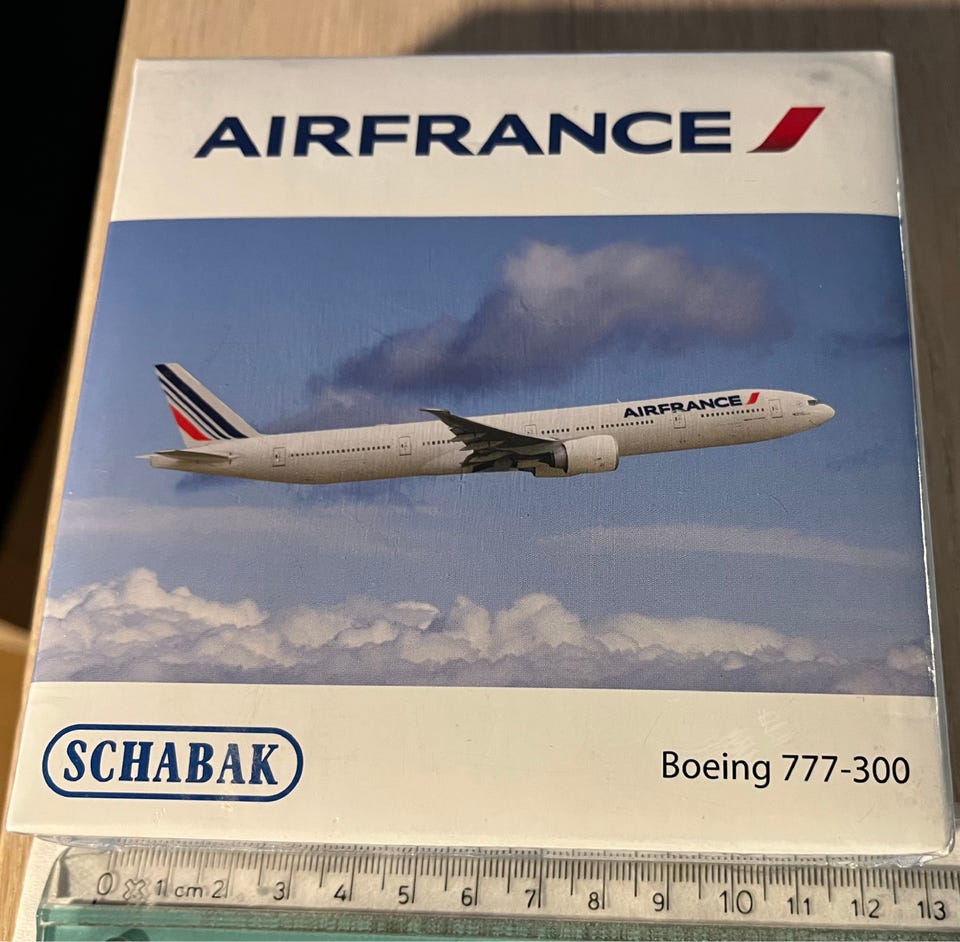 AIRFRANCE
AIRFRANCE
SCHABAK
Boeing 777-300
0 1 cm 2 3 4 5 6 7 8 9 10 11 12 13